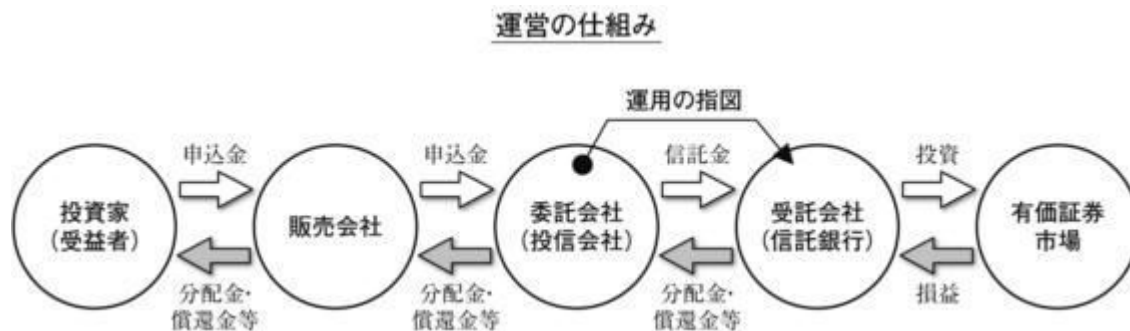 運営の仕組み
運用の指図
申込金
申込金
信託金
投資
投資家
(受益者)
販売会社
委託会社
(投信会社)
受託会社
(信託銀行)
有価証券
市場
分配金・
償還金等
分配金・
償還金等
分配金・
償還金等
損益